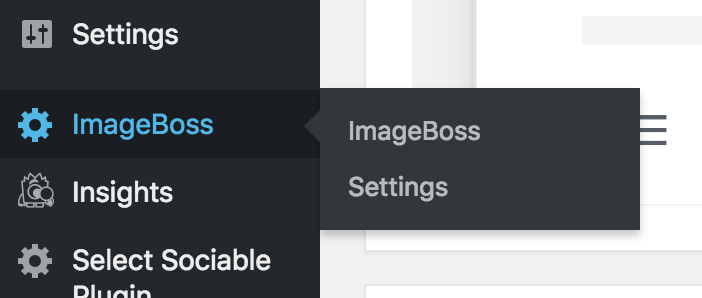 Settings
ImageBoss
ImageBoss
Settings
Insights
Select Sociable
Plugin